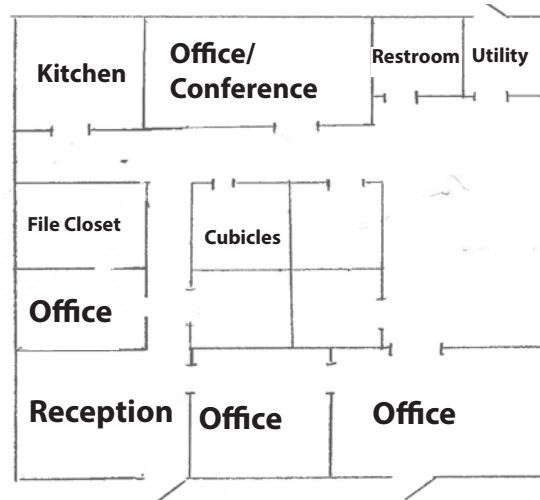 Kitchen
Office/
Conference
Restroom
Utility
File Closet
Cubicles
Office
Reception
Office
Office